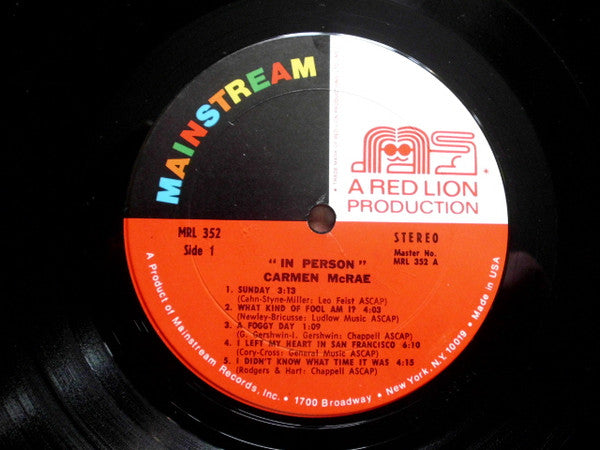 MAINSTREAM
A RED LION
PRODUCTION
MRL 352
Side 1
STEREO
Master No.
MRL 352 A
"IN PERSON"
CARMEN McRAE
1. SUNDAY 3:13
(Cahn-Styne-Miller: Leo Feist ASCAP)
2. WHAT KIND OF FOOL AM I? 4:03
(Newley-Bricusse: Ludlow Music ASCAP)
3. A FOGGY DAY 1:09
(G. Gershwin-I. Gershwin: Chappell ASCAP)
4. I LEFT MY HEART IN SAN FRANCISCO 6:10
(Cory-Cross: General Music ASCAP)
5. I DIDN'T KNOW WHAT TIME IT WAS 4:15
(Rodgers & Hart: Chappell ASCAP)
A Product of Mainstream Records, Inc. • 1700 Broadway • New York, N.Y. 10019 • Made in USA